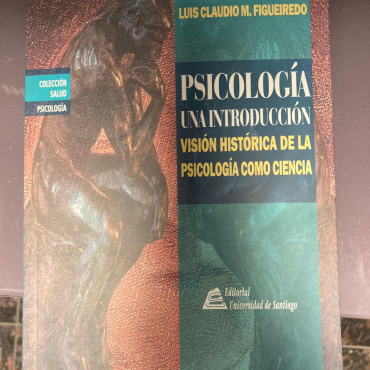 LUIS CLAUDIO M. FIGUEIREDO
COLECCIÓN
SALUD
PSICOLOGÍA
PSICOLOGÍA
UNA INTRODUCCIÓN
VISIÓN HISTÓRICA DE LA
PSICOLOGÍA COMO CIENCIA
Editorial
Universidad de Santiago